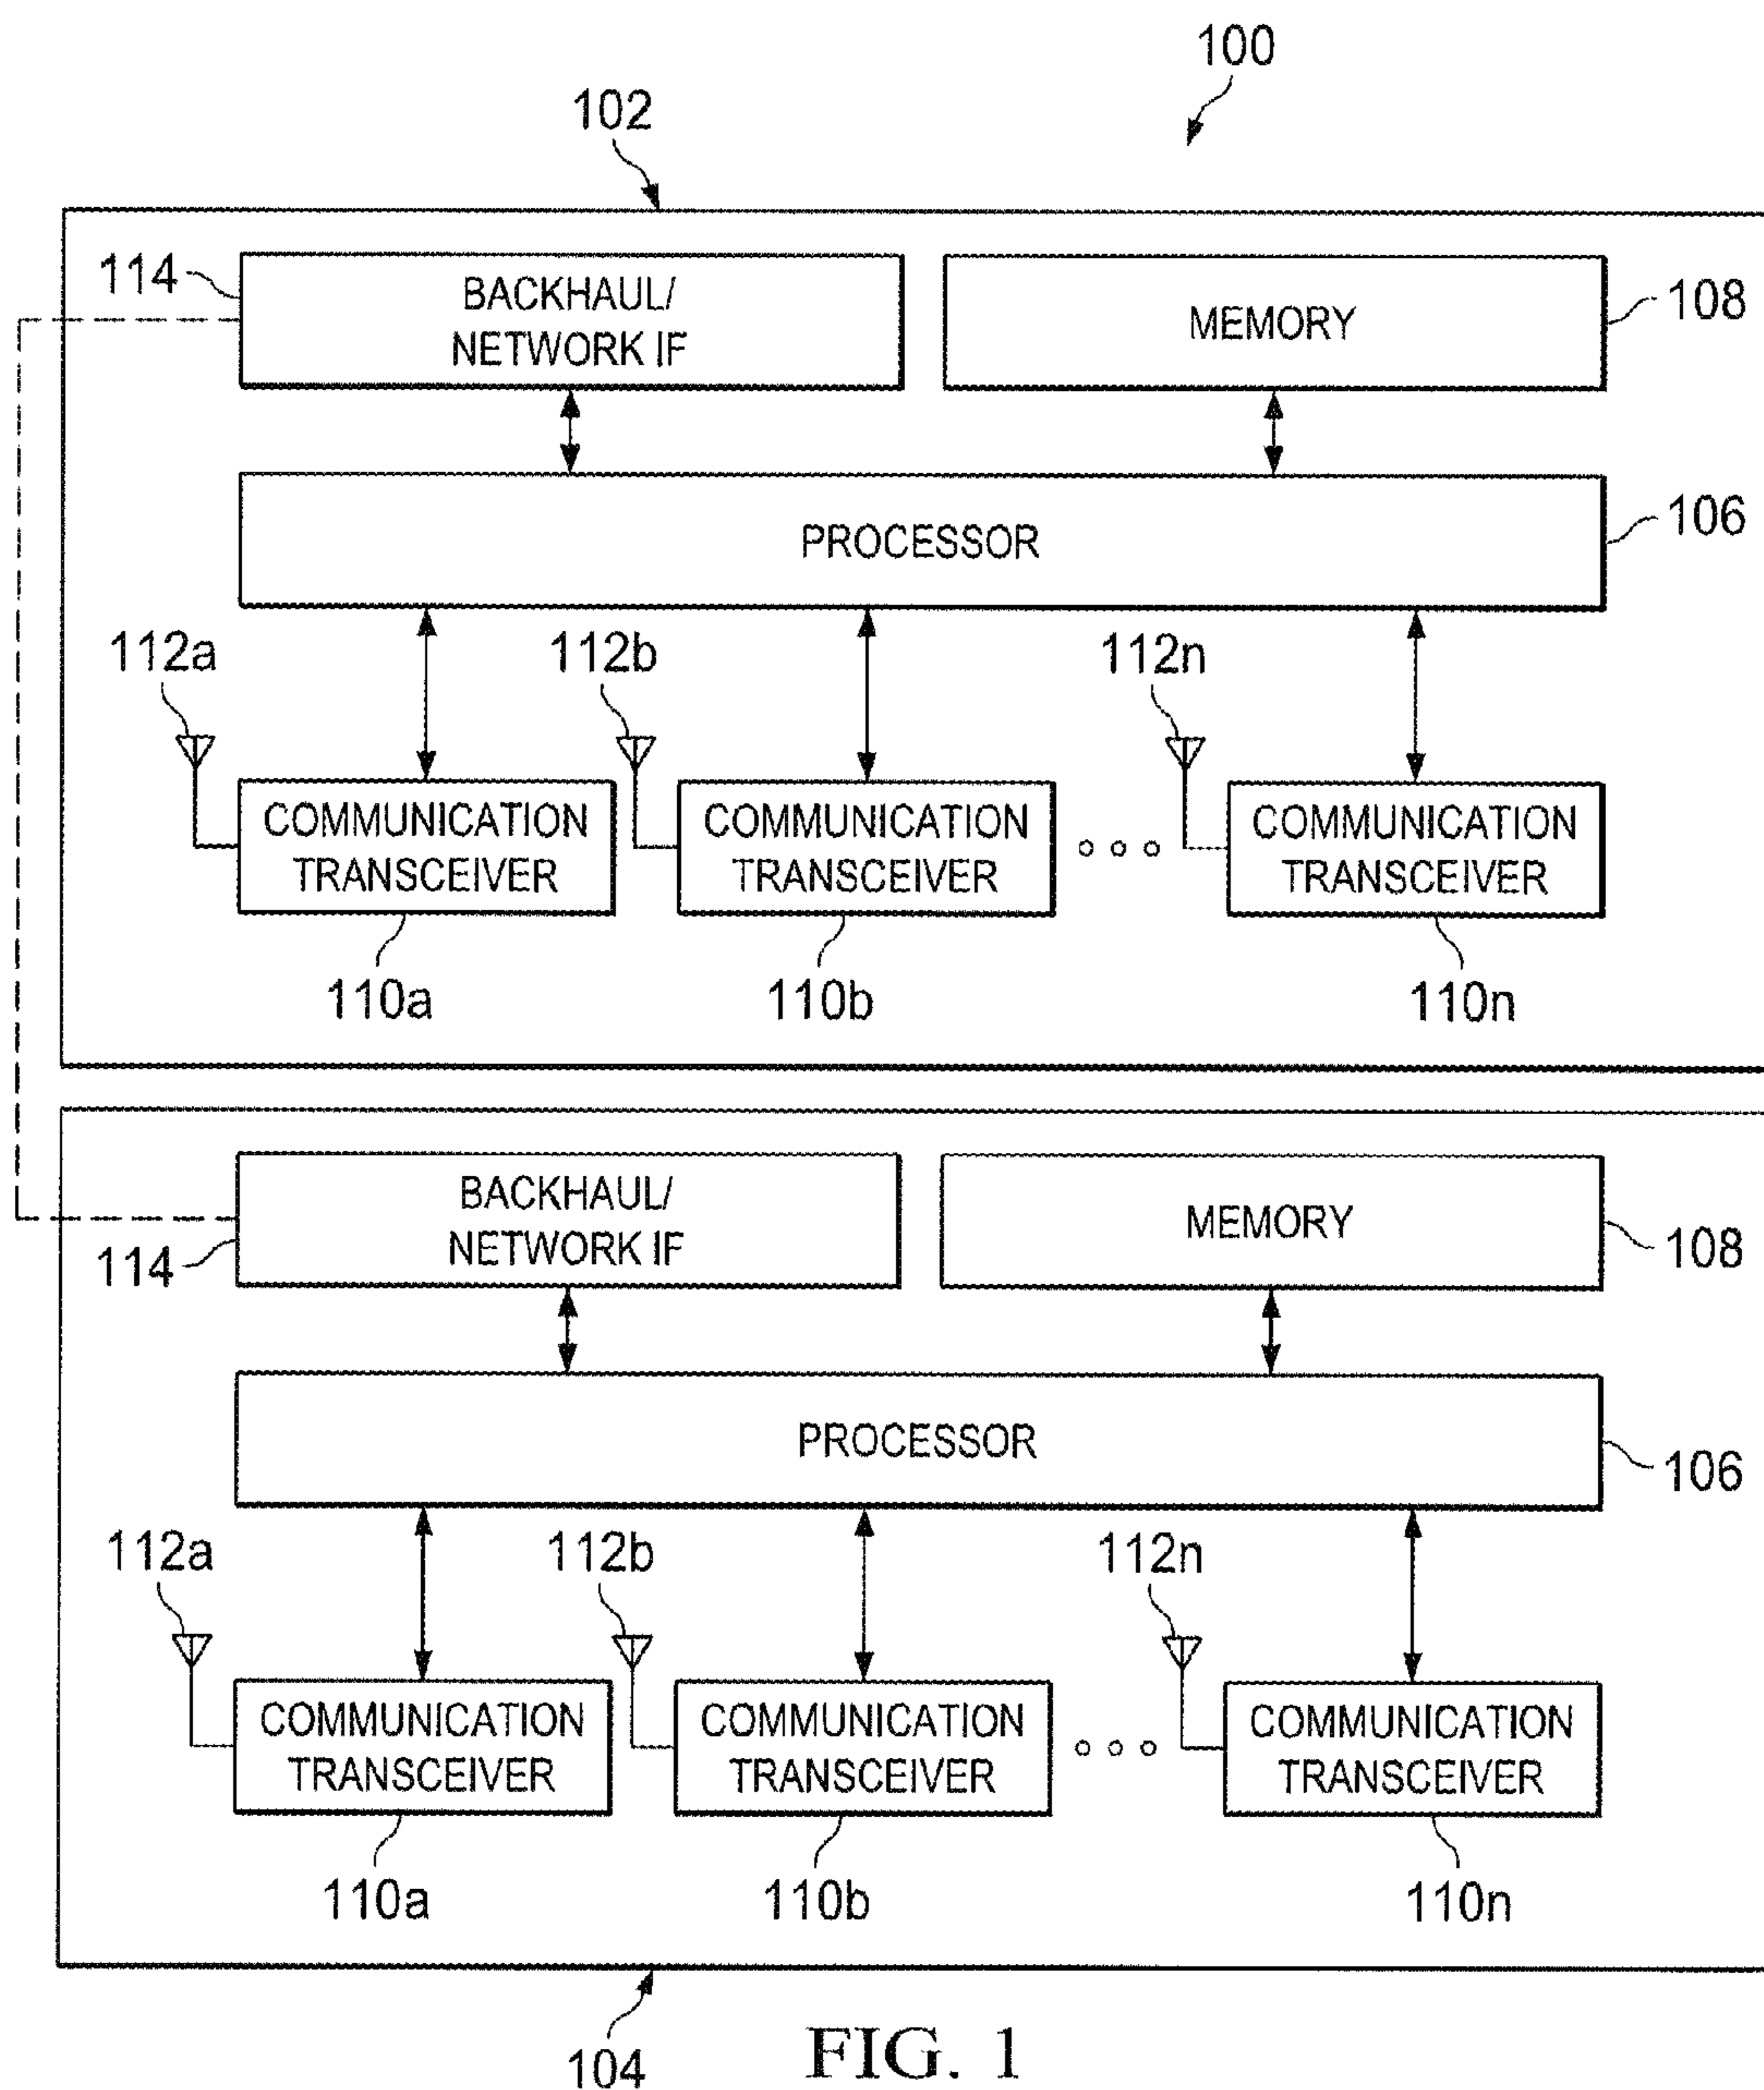 100
102
114
BACKHAUL/
NETWORK IF
MEMORY
108
PROCESSOR
106
112a
112b
112n
COMMUNICATION
TRANSCEIVER
COMMUNICATION
TRANSCEIVER
COMMUNICATION
TRANSCEIVER
110a
110b
110n
BACKHAUL/
NETWORK IF
114
MEMORY
108
PROCESSOR
106
112a
112b
112n
COMMUNICATION
TRANSCEIVER
COMMUNICATION
TRANSCEIVER
COMMUNICATION
TRANSCEIVER
110a
110b
110n
104
FIG. 1